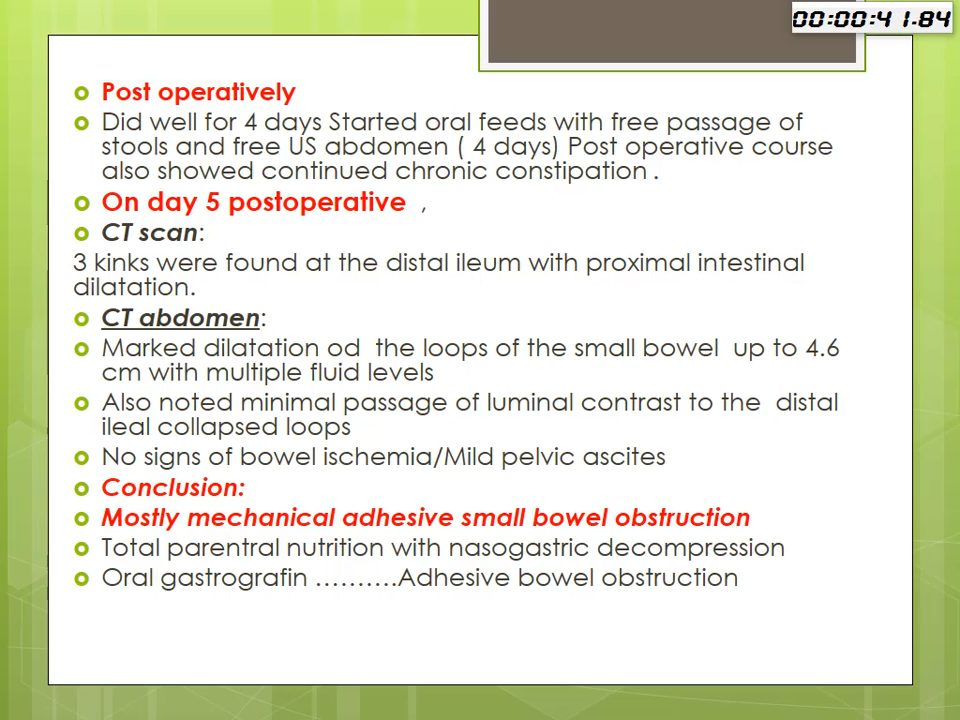 00:00:41.84
Post operatively
Did well for 4 days Started oral feeds with free passage of
stools and free US abdomen ( 4 days) Post operative course
also showed continued chronic constipation .
On day 5 postoperative ,
CT scan:
3 kinks were found at the distal ileum with proximal intestinal
dilatation.
CT abdomen:
Marked dilatation od the loops of the small bowel up to 4.6
cm with multiple fluid levels
Also noted minimal passage of luminal contrast to the distal
ileal collapsed loops
No signs of bowel ischemia/Mild pelvic ascites
Conclusion:
Mostly mechanical adhesive small bowel obstruction
Total parentral nutrition with nasogastric decompression
Oral gastrografin ……….Adhesive bowel obstruction